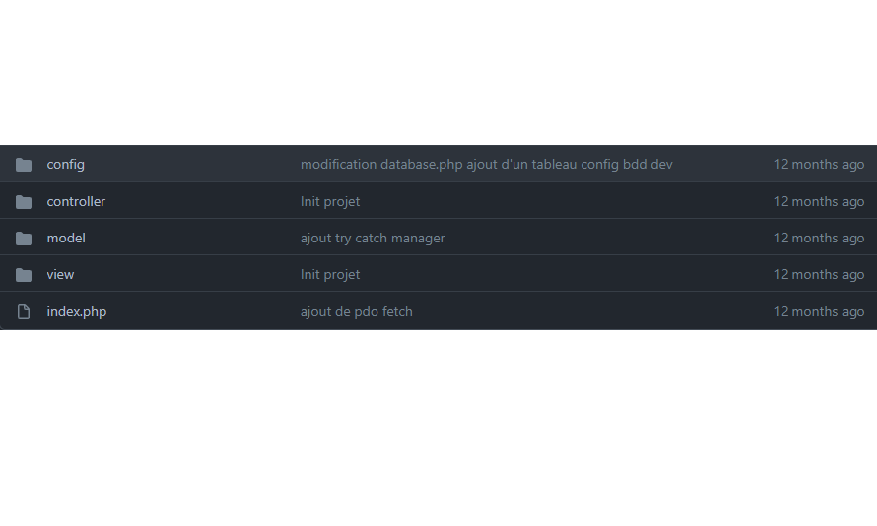 config modification database.php ajout d'un tableau config bdd dev 12 months ago
controller Init projet 12 months ago
model ajout try catch manager 12 months ago
view Init projet 12 months ago
index.php ajout de pdc fetch 12 months ago